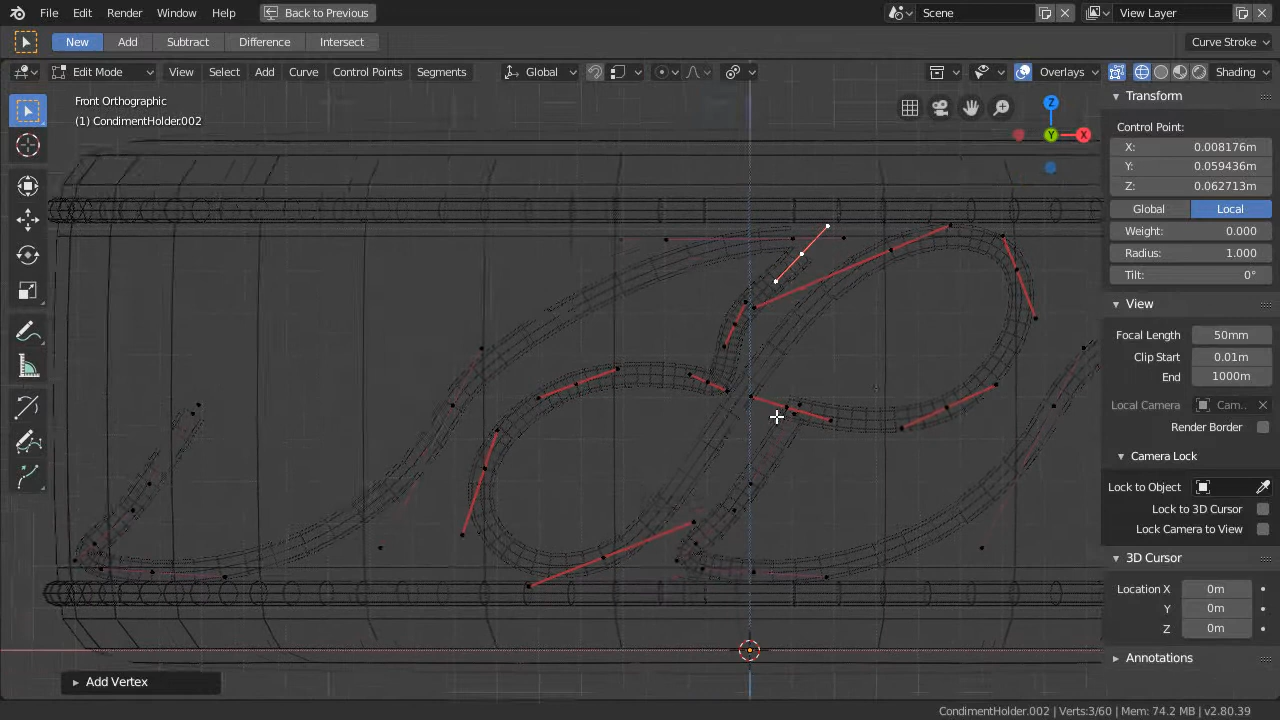 File Edit Render Window Help Back to Previous Scene View Layer
New Add Subtract Difference Intersect Curve Stroke
Edit Mode View Select Add Curve Control Points Segments Global Overlays Shading
Front Orthographic
(1) CondimentHolder.002
Z
Y
X
Transform
Control Point:
X: 0.008176m
Y: 0.059436m
Z: 0.062713m
Global Local
Weight: 0.000
Radius: 1.000
Tilt: 0°
View
Focal Length 50mm
Clip Start 0.01m
End 1000m
Local Camera Cam...
Render Border
Camera Lock
Lock to Object
Lock to 3D Cursor
Lock Camera to View
3D Cursor
Location X 0m
Y 0m
Z 0m
Annotations
Add Vertex
CondimentHolder.002 | Verts:3/60 | Mem: 74.2 MB | v2.80.39